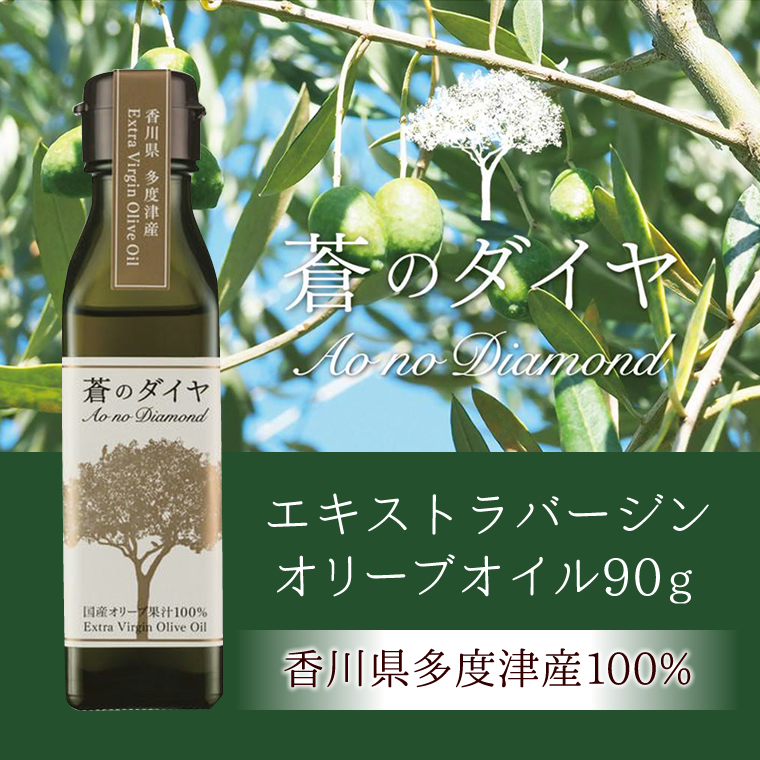 香川県 多度津産
Extra Virgin Olive Oil
蒼のダイヤ
Ao no Diamond
蒼のダイヤ
Ao no Diamond
国産オリーブ果汁100%
Extra Virgin Olive Oil
エキストラバージン
オリーブオイル90g
香川県多度津産100%